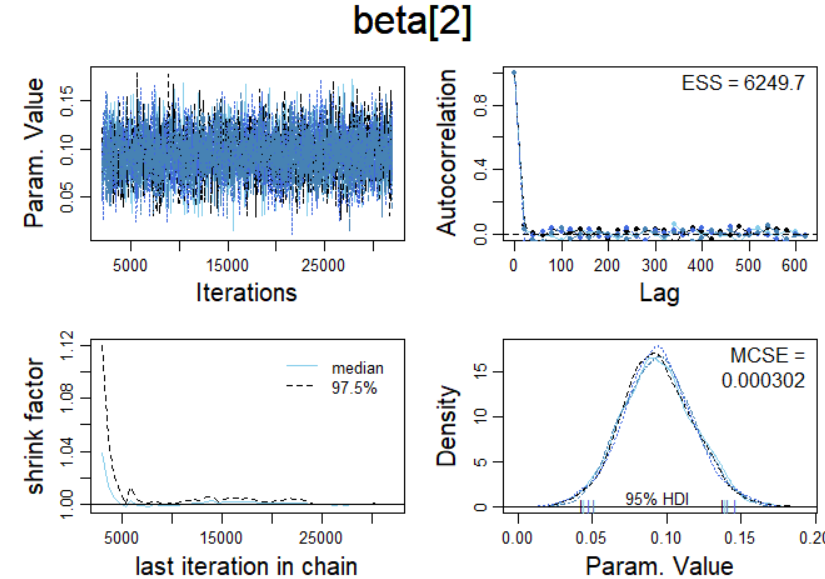 beta[2]
Param. Value
0.05 0.10 0.15
5000 15000 25000
Iterations
Autocorrelation
0.0 0.4 0.8
ESS = 6249.7
0 100 200 300 400 500 600
Lag
shrink factor
1.00 1.04 1.08 1.12
median
97.5%
5000 15000 25000
last iteration in chain
Density
0 5 10 15
MCSE =
0.000302
95% HDI
0.00 0.05 0.10 0.15 0.20
Param. Value